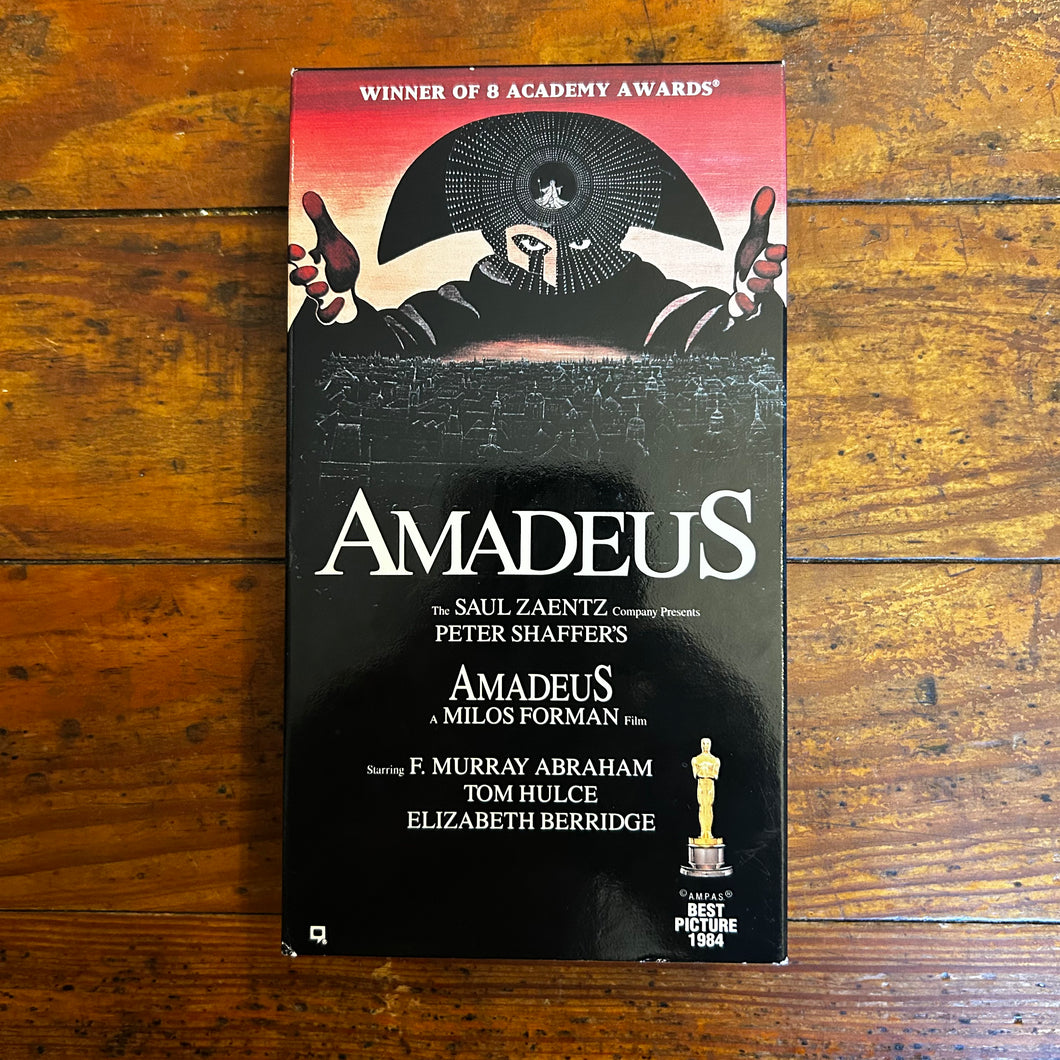 WINNER OF 8 ACADEMY AWARDS®
AMADEUS
The SAUL ZAENTZ Company Presents
PETER SHAFFER'S
AMADEUS
A MILOS FORMAN Film
Starring F. MURRAY ABRAHAM
TOM HULCE
ELIZABETH BERRIDGE
©A.M.P.A.S.®
BEST
PICTURE
1984